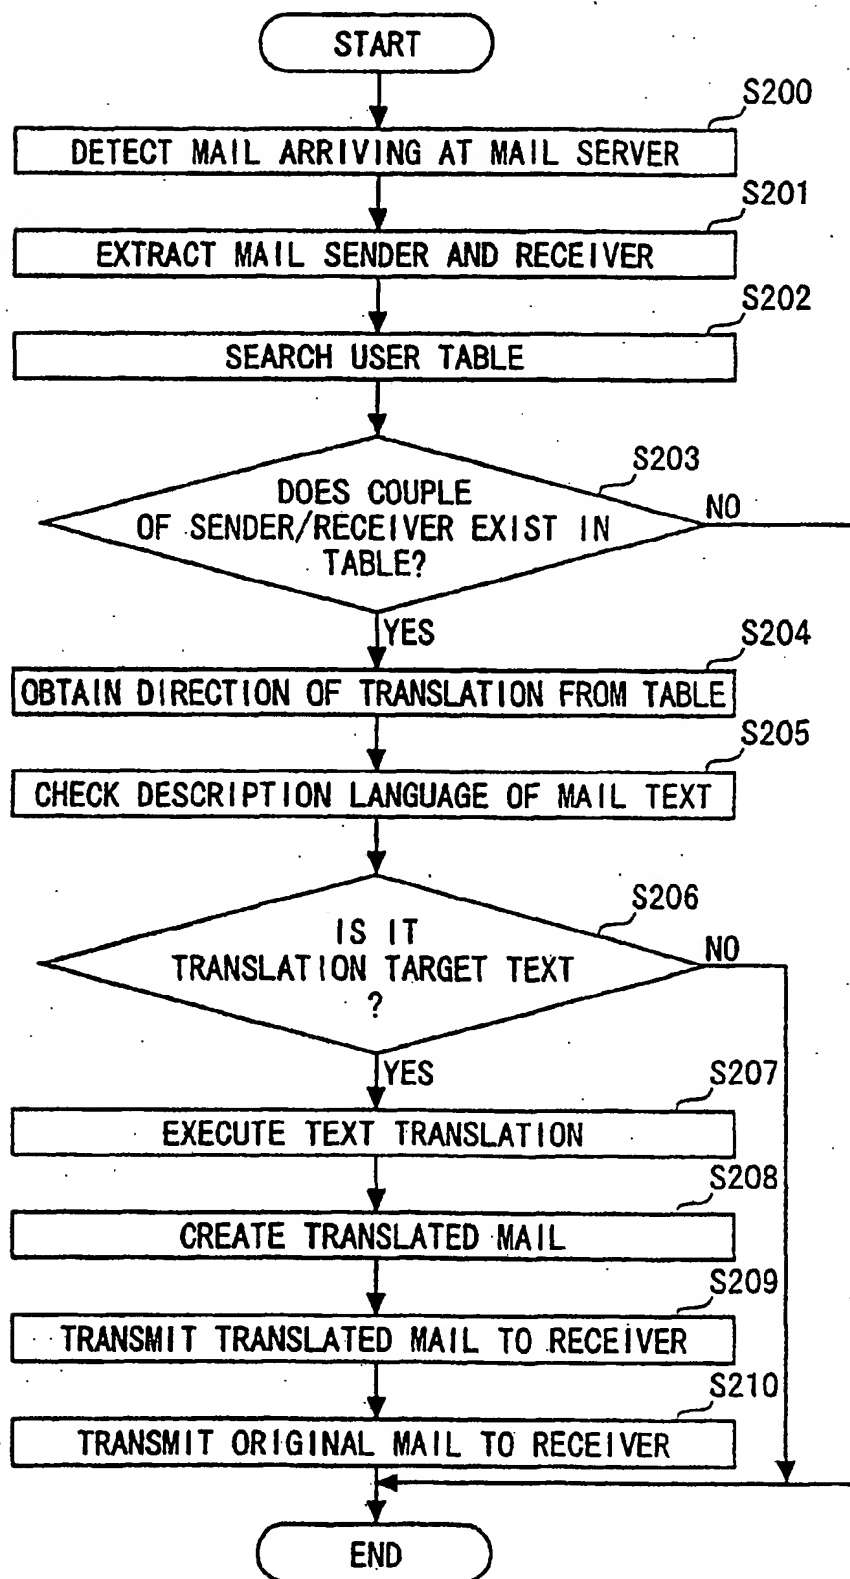 START
S200
DETECT MAIL ARRIVING AT MAIL SERVER
S201
EXTRACT MAIL SENDER AND RECEIVER
S202
SEARCH USER TABLE
S203
DOES COUPLE
OF SENDER/RECEIVER EXIST IN
TABLE?
NO
YES
S204
OBTAIN DIRECTION OF TRANSLATION FROM TABLE
S205
CHECK DESCRIPTION LANGUAGE OF MAIL TEXT
S206
IS IT
TRANSLATION TARGET TEXT
?
NO
YES
S207
EXECUTE TEXT TRANSLATION
S208
CREATE TRANSLATED MAIL
S209
TRANSMIT TRANSLATED MAIL TO RECEIVER
S210
TRANSMIT ORIGINAL MAIL TO RECEIVER
END